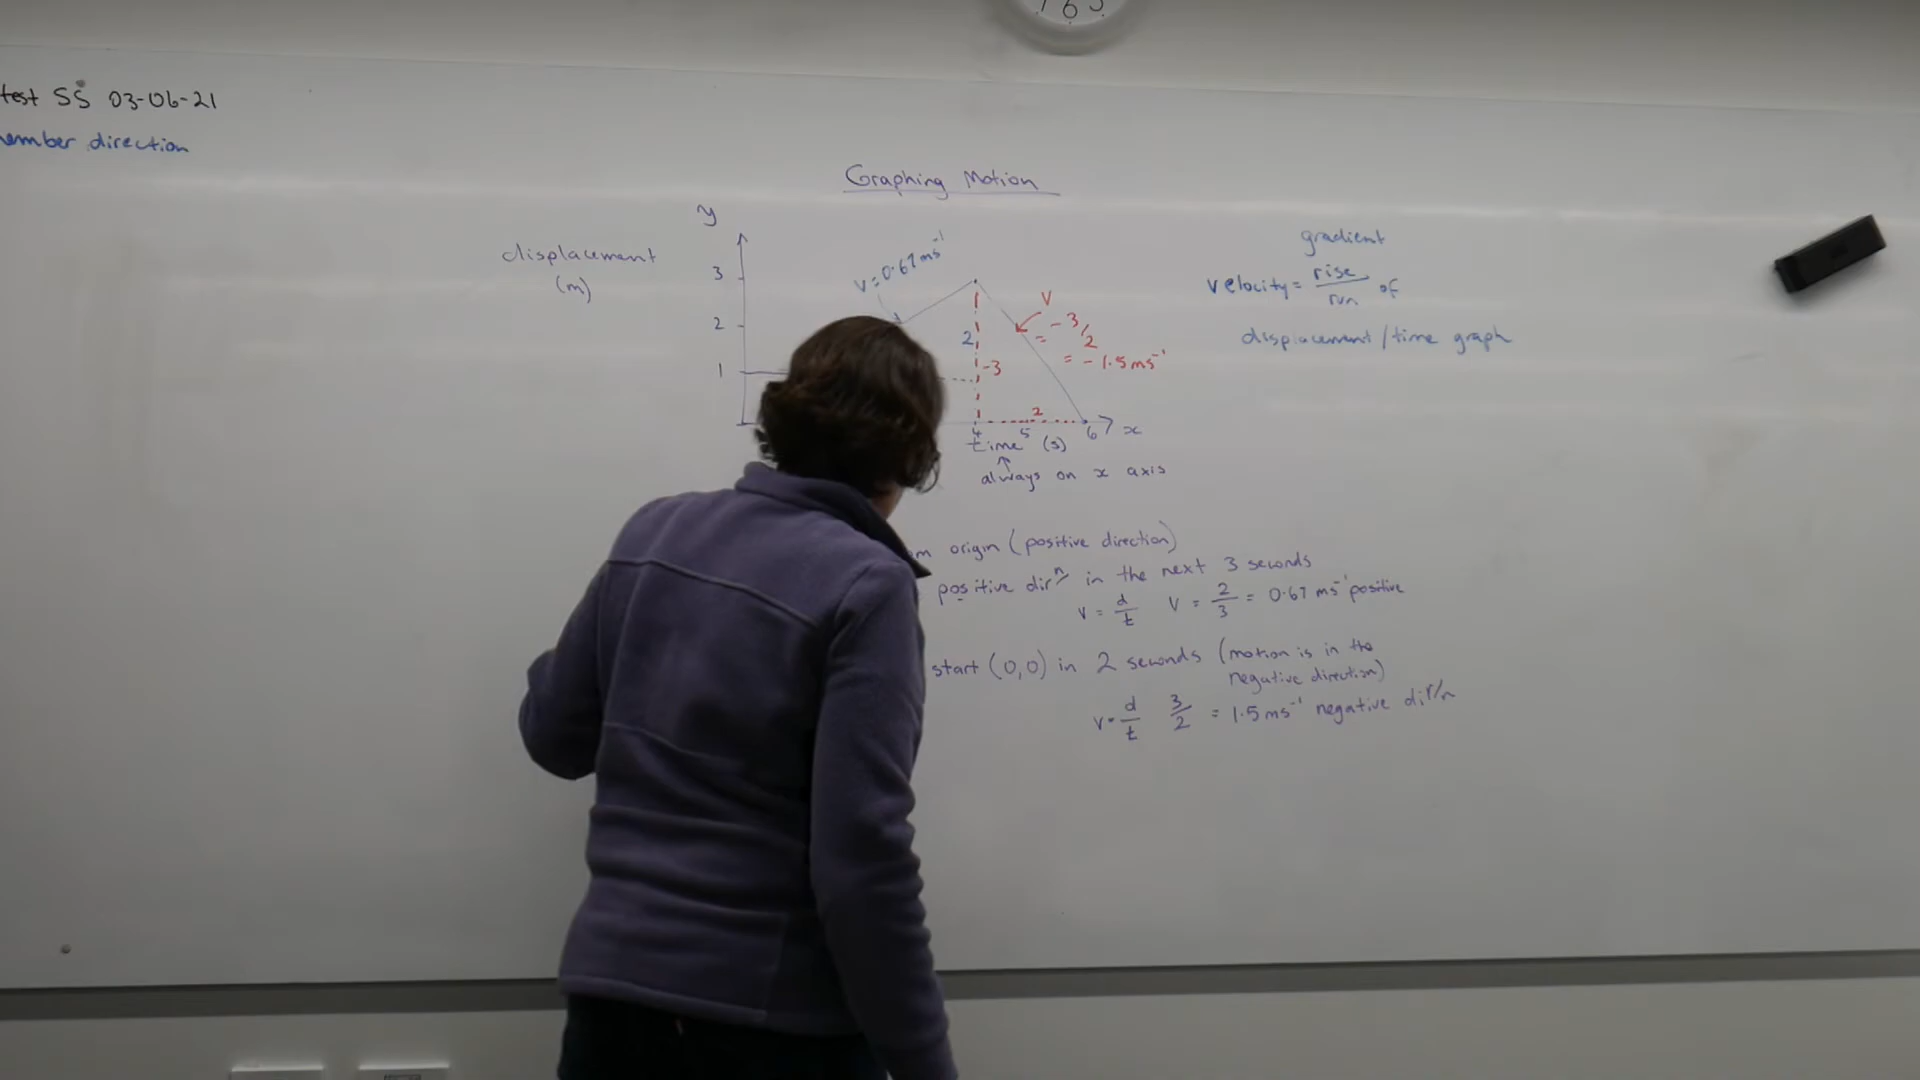 test SS 03-06-21
direction
Graphing Motion
y
displacement
(m)
3
2
1
V = 0.67 ms⁻¹
2
-3
V
= -3/2
= -1.5 ms⁻¹
2
4 5 6 x
time (s)
always on x axis
gradient
velocity = rise/run of
displacement/time graph
origin (positive direction)
positive dirⁿ in the next 3 seconds
V = d/t V = 2/3 = 0.67 ms⁻¹ positive
start (0,0) in 2 seconds (motion is in the
negative direction)
V = d/t 3/2 = 1.5 ms⁻¹ negative dir/n